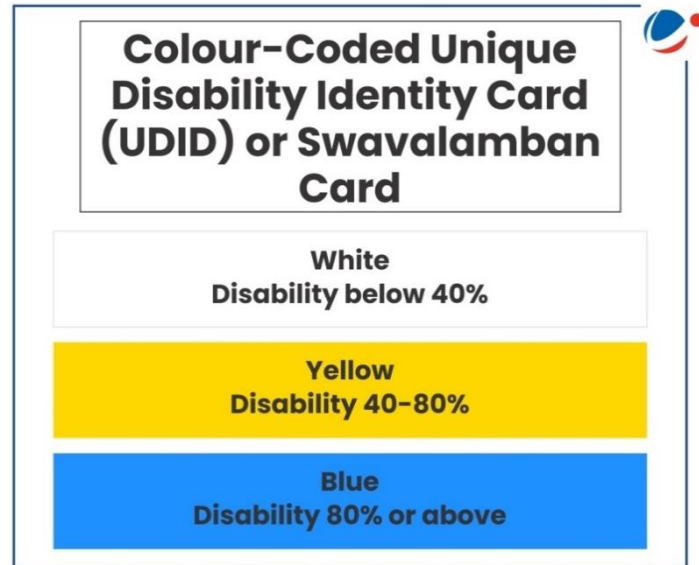 Colour-Coded Unique
Disability Identity Card
(UDID) or Swavalamban
Card
White
Disability below 40%
Yellow
Disability 40-80%
Blue
Disability 80% or above